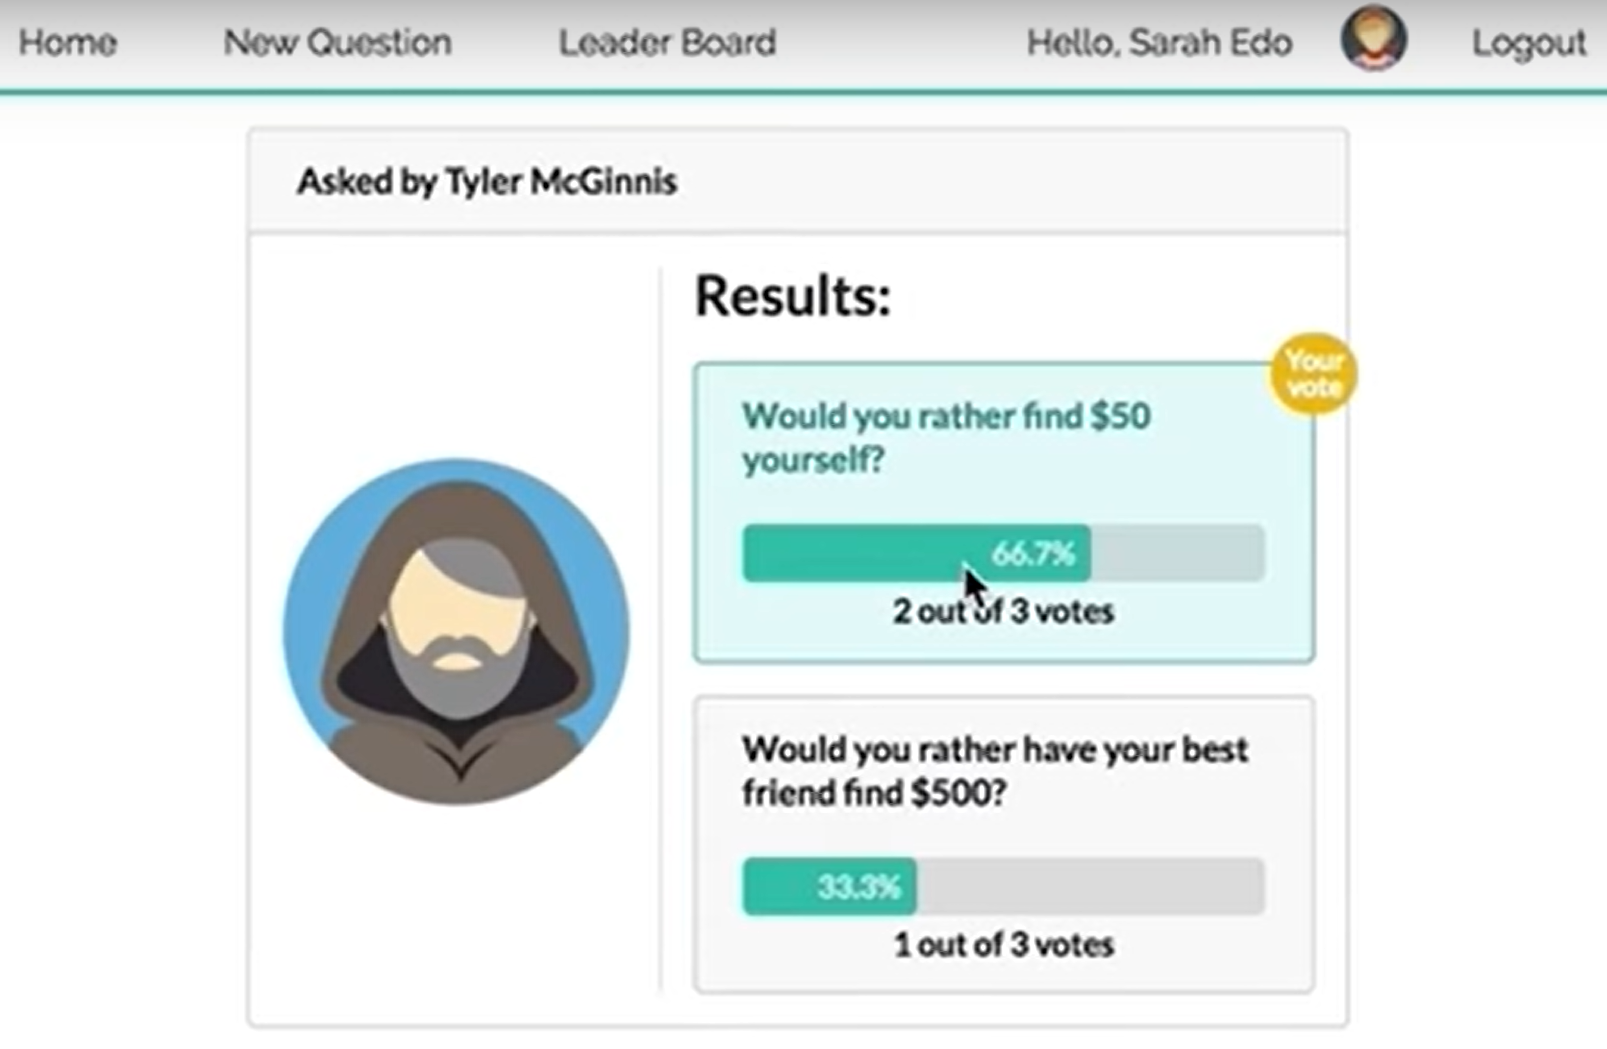 Home New Question Leader Board Hello, Sarah Edo Logout
Asked by Tyler McGinnis
Results:
Your
vote
Would you rather find $50
yourself?
66.7%
2 out of 3 votes
Would you rather have your best
friend find $500?
33.3%
1 out of 3 votes